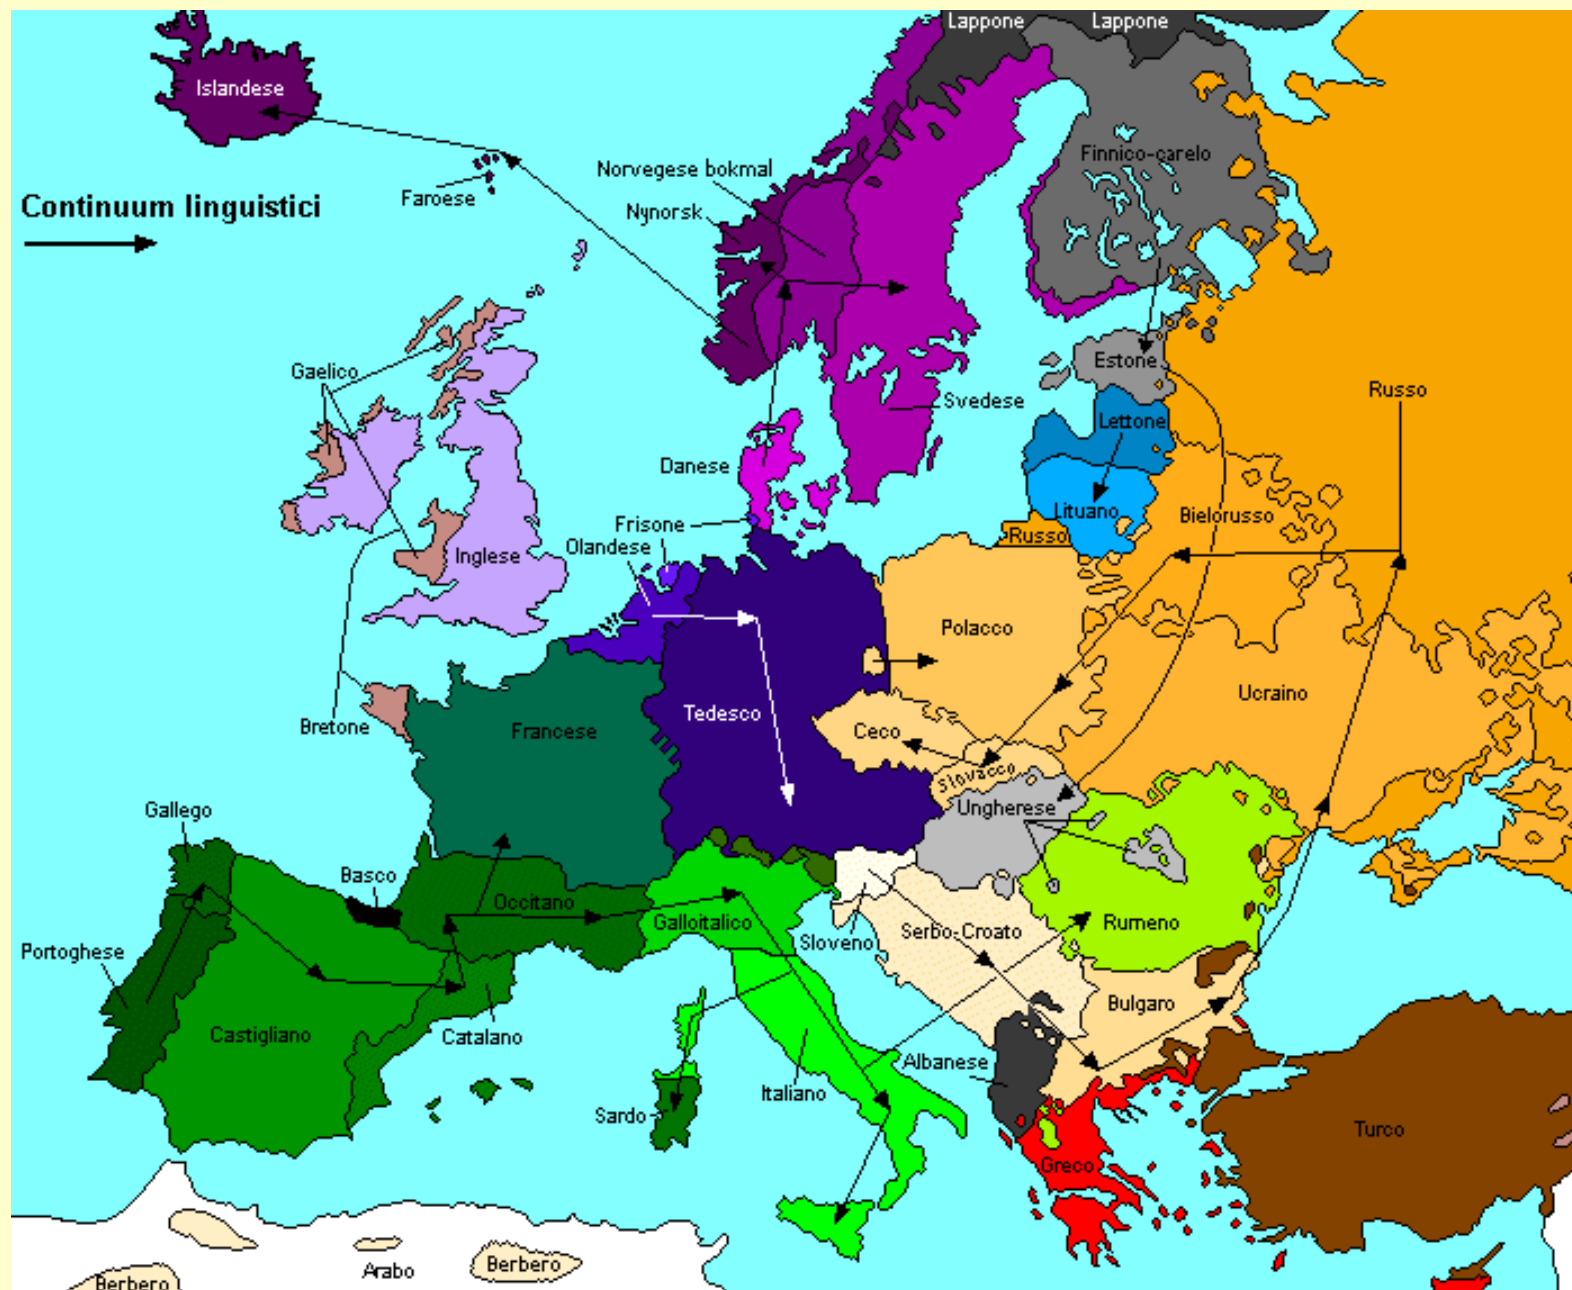 Lappone
Lappone
Islandese
Finnico-carelo
Norvegese bokmal
Faroese
Nynorsk
Continuum linguistici
Estone
Gaelico
Russo
Svedese
Lettone
Danese
Lituano
Bielorusso
Frisone
Russo
Olandese
Inglese
Polacco
Ucraino
Tedesco
Bretone
Francese
Ceco
Slovacco
Gallego
Ungherese
Basco
Occitano
Galloitalico
Rumeno
Portoghese
Sloveno
Serbo-Croato
Bulgaro
Castigliano
Catalano
Albanese
Italiano
Sardo
Turco
Greco
Berbero
Arabo
Berbero